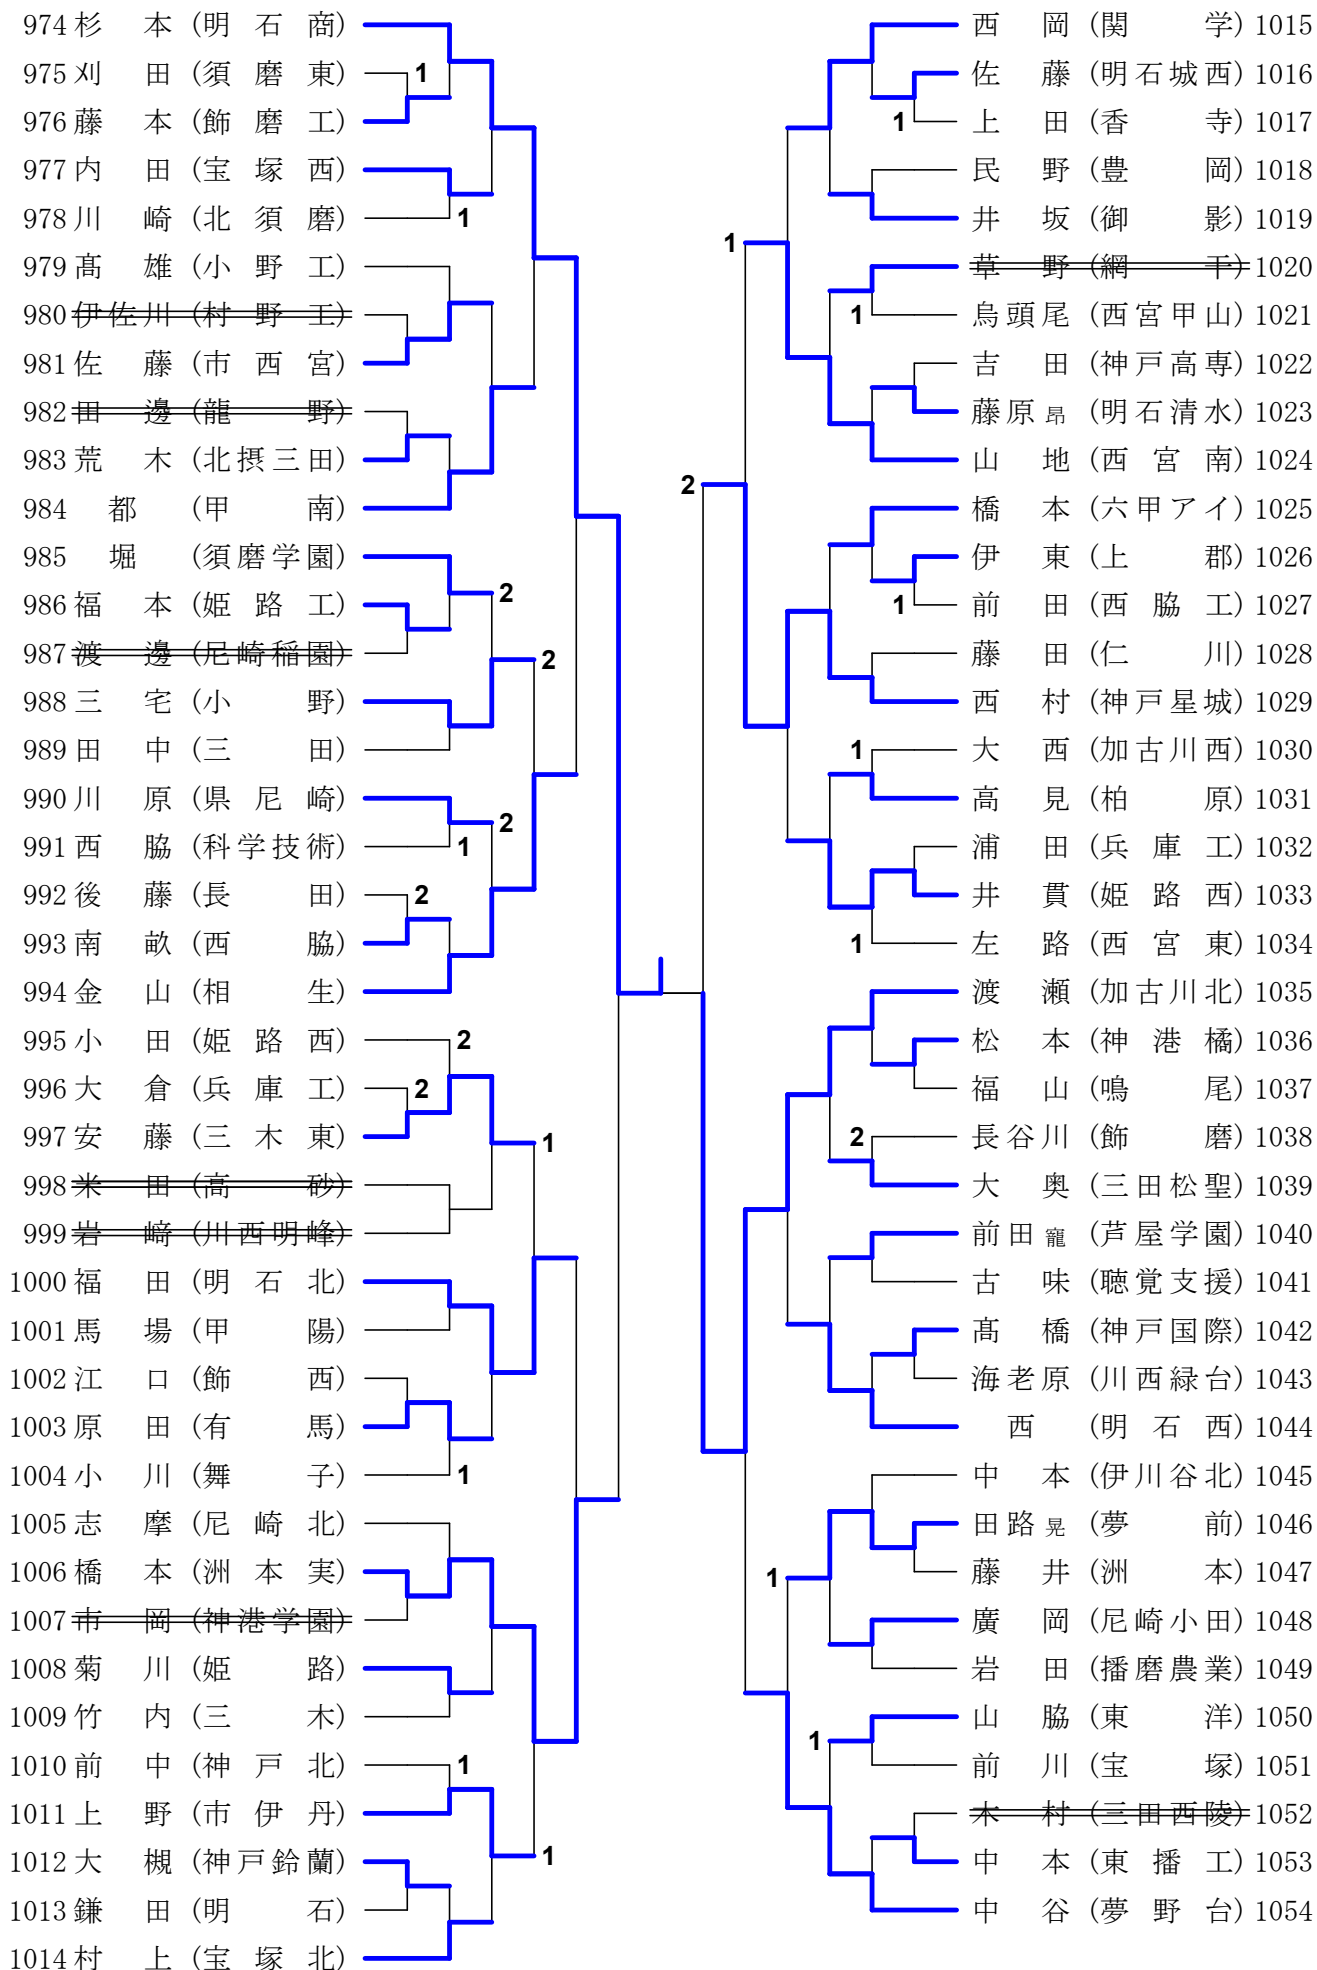 974 杉本 (明石商)
975 刈田 (須磨東)
1
976 藤本 (飾磨工)
977 内田 (宝塚西)
978 川崎 (北須磨)
1
979 髙雄 (小野工)
980 伊佐川 (村野工)
981 佐藤 (市西宮)
982 田邊 (龍野)
983 荒木 (北摂三田)
984 都 (甲南)
985 堀 (須磨学園)
2
986 福本 (姫路工)
987 渡邊 (尼崎稲園)
2
988 三宅 (小野)
989 田中 (三田)
990 川原 (県尼崎)
2
991 西脇 (科学技術)
1
992 後藤 (長田)
2
993 南畝 (西脇)
994 金山 (相生)
995 小田 (姫路西)
2
996 大倉 (兵庫工)
2
997 安藤 (三木東)
1
998 米田 (高砂)
999 岩﨑 (川西明峰)
1000 福田 (明石北)
1001 馬場 (甲陽)
1002 江口 (飾西)
1003 原田 (有馬)
1004 小川 (舞子)
1
1005 志摩 (尼崎北)
1006 橋本 (洲本実)
1007 市岡 (神港学園)
1008 菊川 (姫路)
1009 竹内 (三木)
1010 前中 (神戸北)
1
1011 上野 (市伊丹)
1012 大槻 (神戸鈴蘭)
1
1013 鎌田 (明石)
1014 村上 (宝塚北)
西岡 (関学) 1015
佐藤 (明石城西) 1016
1
上田 (香寺) 1017
民野 (豊岡) 1018
井坂 (御影) 1019
1
草野 (網干) 1020
1
烏頭尾 (西宮甲山) 1021
吉田 (神戸高専) 1022
藤原昂 (明石清水) 1023
山地 (西宮南) 1024
2
橋本 (六甲アイ) 1025
伊東 (上郡) 1026
1
前田 (西脇工) 1027
藤田 (仁川) 1028
西村 (神戸星城) 1029
1
大西 (加古川西) 1030
高見 (柏原) 1031
浦田 (兵庫工) 1032
井貫 (姫路西) 1033
1
左路 (西宮東) 1034
渡瀬 (加古川北) 1035
松本 (神港橘) 1036
福山 (鳴尾) 1037
2
長谷川 (飾磨) 1038
大奥 (三田松聖) 1039
前田寵 (芦屋学園) 1040
古味 (聴覚支援) 1041
髙橋 (神戸国際) 1042
海老原 (川西緑台) 1043
西 (明石西) 1044
中本 (伊川谷北) 1045
田路晃 (夢前) 1046
藤井 (洲本) 1047
1
廣岡 (尼崎小田) 1048
岩田 (播磨農業) 1049
山脇 (東洋) 1050
1
前川 (宝塚) 1051
木村 (三田西陵) 1052
中本 (東播工) 1053
中谷 (夢野台) 1054